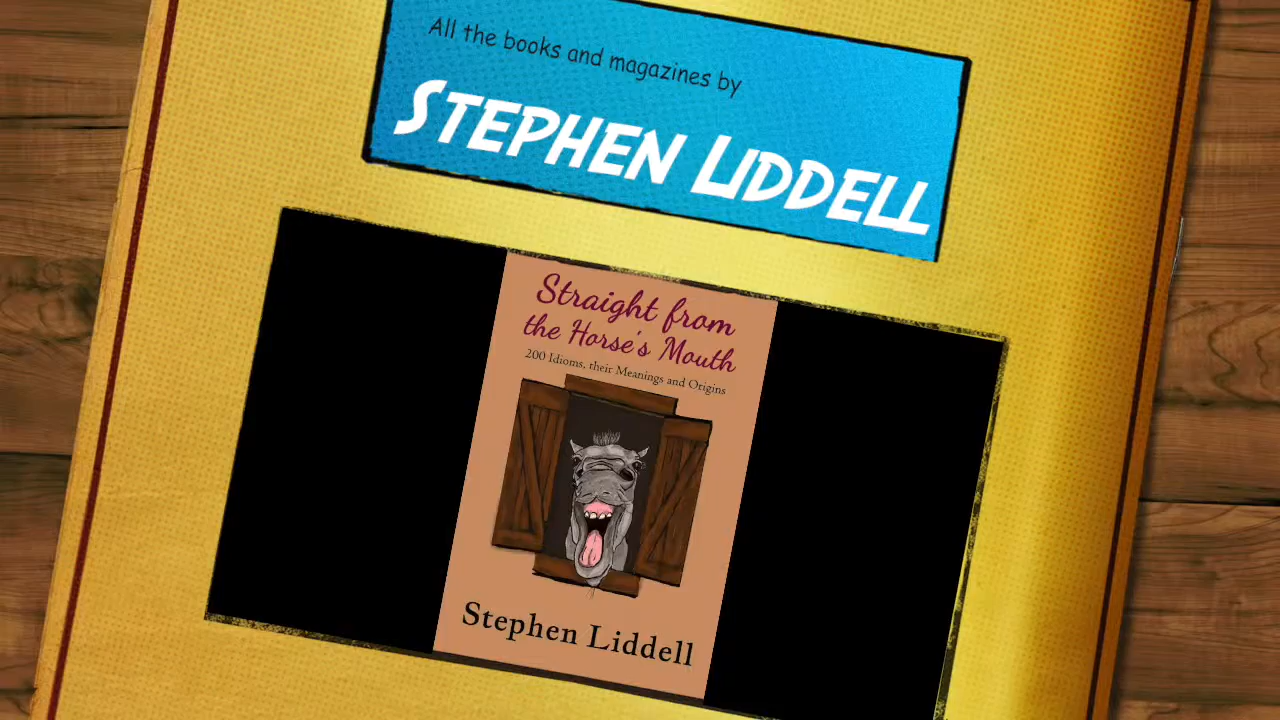 All the books and magazines by
STEPHEN LIDDELL
Straight from
the Horse's Mouth
200 Idioms, their Meanings and Origins
Stephen Liddell